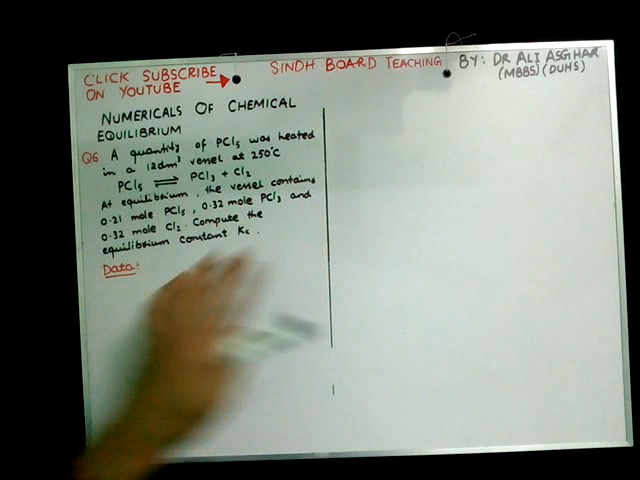 CLICK SUBSCRIBE
ON YOUTUBE
SINDH BOARD TEACHING
BY: DR ALI ASGHAR
(MBBS) (DUHS)
NUMERICALS OF CHEMICAL
EQUILIBRIUM
Q6 A quantity of PCl5 was heated
in a 12dm³ vessel at 250°C
PCl5 ⇌ PCl3 + Cl2
At equilibrium, the vessel contains
0.21 mole PCl5, 0.32 mole PCl3 and
0.32 mole Cl2. Compute the
equilibrium constant Kc.
Data: